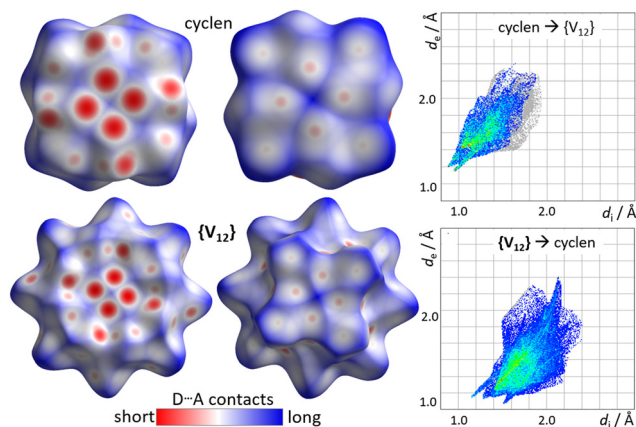 cyclen
cyclen → {V₁₂}
dₑ / Å
2.0
1.0
1.0
2.0
dᵢ / Å
{V₁₂}
{V₁₂} → cyclen
dₑ / Å
2.0
1.0
1.0
2.0
dᵢ / Å
D···A contacts
short
long